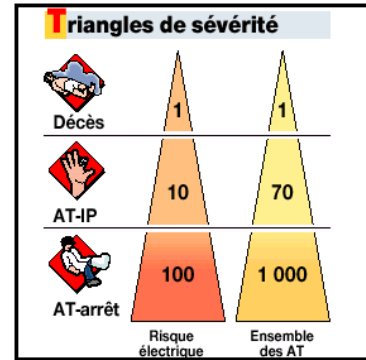 Triangles de sévérité
Décès
1
1
AT-IP
10
70
AT-arrêt
100
1 000
Risque
électrique
Ensemble
des AT